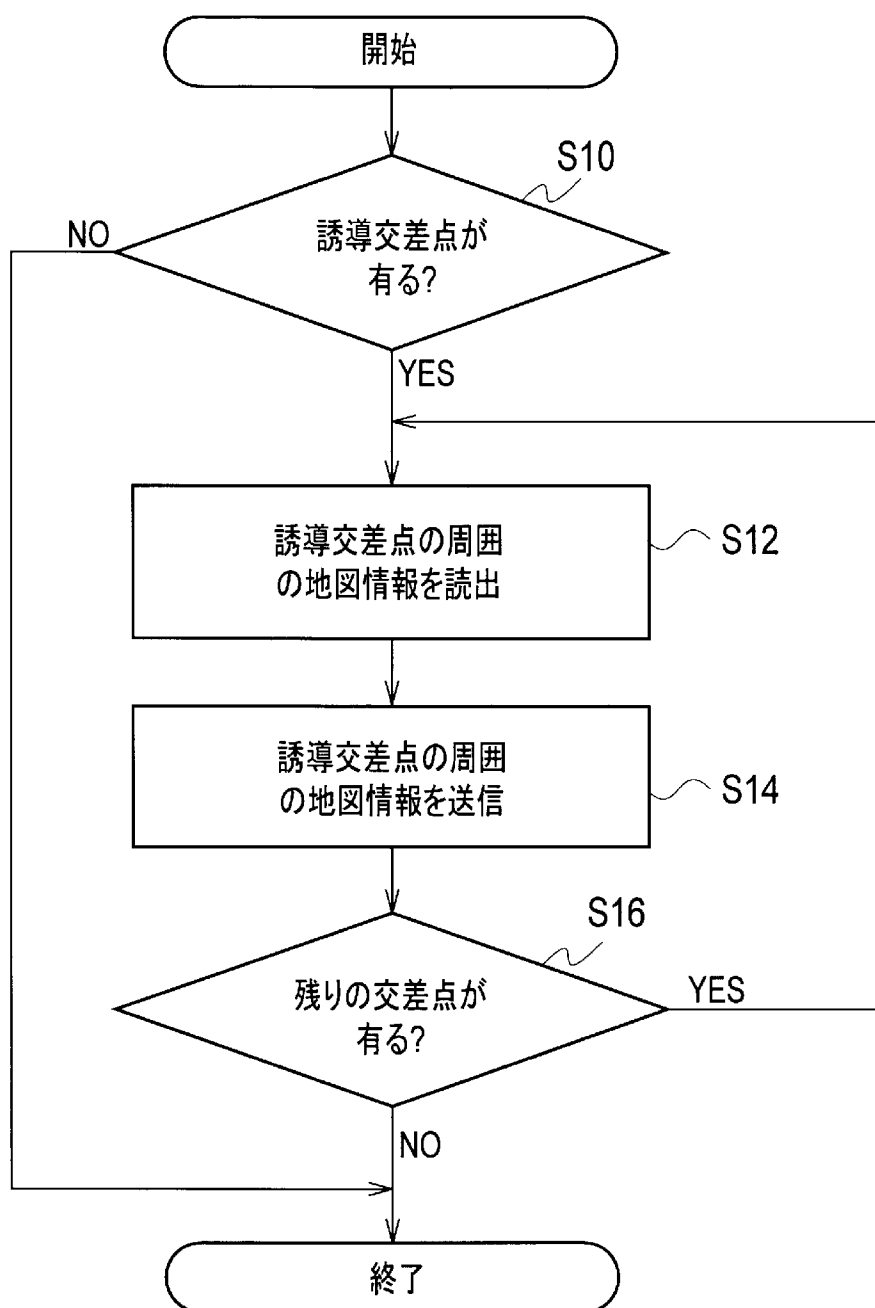 開始
S10
誘導交差点が
有る?
NO
YES
誘導交差点の周囲
の地図情報を読出
S12
誘導交差点の周囲
の地図情報を送信
S14
S16
残りの交差点が
有る?
YES
NO
終了